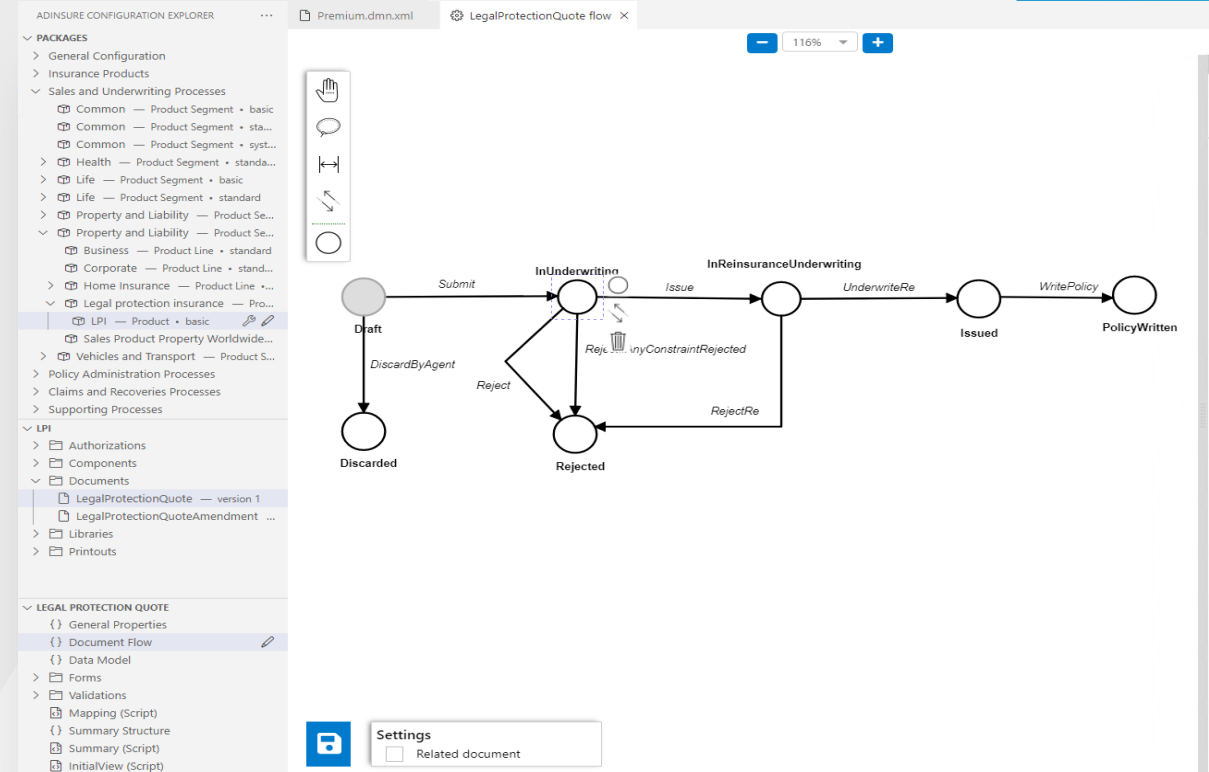 ADINSURE CONFIGURATION EXPLORER ···
PACKAGES
General Configuration
Insurance Products
Sales and Underwriting Processes
Common — Product Segment • basic
Common — Product Segment • sta...
Common — Product Segment • syst...
Health — Product Segment • standa...
Life — Product Segment • basic
Life — Product Segment • standard
Property and Liability — Product Se...
Property and Liability — Product Se...
Business — Product Line • standard
Corporate — Product Line • stand...
Home Insurance — Product Line •...
Legal protection insurance — Pro...
LPI — Product • basic
Sales Product Property Worldwide...
Vehicles and Transport — Product S...
Policy Administration Processes
Claims and Recoveries Processes
Supporting Processes
LPI
Authorizations
Components
Documents
LegalProtectionQuote — version 1
LegalProtectionQuoteAmendment ...
Libraries
Printouts
LEGAL PROTECTION QUOTE
{} General Properties
{} Document Flow
{} Data Model
Forms
Validations
Mapping (Script)
{} Summary Structure
Summary (Script)
InitialView (Script)
Premium.dmn.xml
LegalProtectionQuote flow ×
− 116% +
InReinsuranceUnderwriting
InUnderwriting
Submit
Issue
UnderwriteRe
WritePolicy
Draft
Issued
PolicyWritten
DiscardByAgent
Reject
AnyConstraintRejected
RejectRe
Discarded
Rejected
Settings
Related document